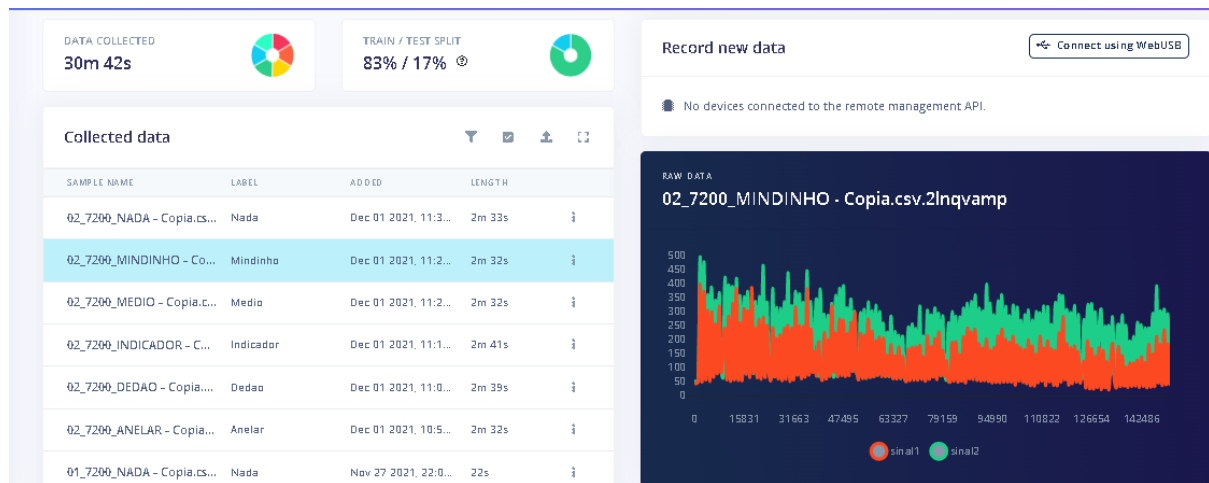 DATA COLLECTED
30m 42s
TRAIN / TEST SPLIT
83% / 17%
Record new data
Connect using WebUSB
No devices connected to the remote management API.
Collected data
SAMPLE NAME LABEL ADDED LENGTH
02_7200_NADA - Copia.cs... Nada Dec 01 2021, 11:3... 2m 33s
02_7200_MINDINHO - Co... Mindinho Dec 01 2021, 11:2... 2m 32s
02_7200_MEDIO - Copia.c... Medio Dec 01 2021, 11:2... 2m 32s
02_7200_INDICADOR - C... Indicador Dec 01 2021, 11:1... 2m 41s
02_7200_DEDAO - Copia.... Dedao Dec 01 2021, 11:0... 2m 39s
02_7200_ANELAR - Copia... Anelar Dec 01 2021, 10:5... 2m 32s
01_7200_NADA - Copia.cs... Nada Nov 27 2021, 22:0... 22s
RAW DATA
02_7200_MINDINHO - Copia.csv.2lnqvamp
500
450
400
350
300
250
200
150
100
50
0
0 15831 31663 47495 63327 79159 94990 110822 126654 142486
sinal1 sinal2